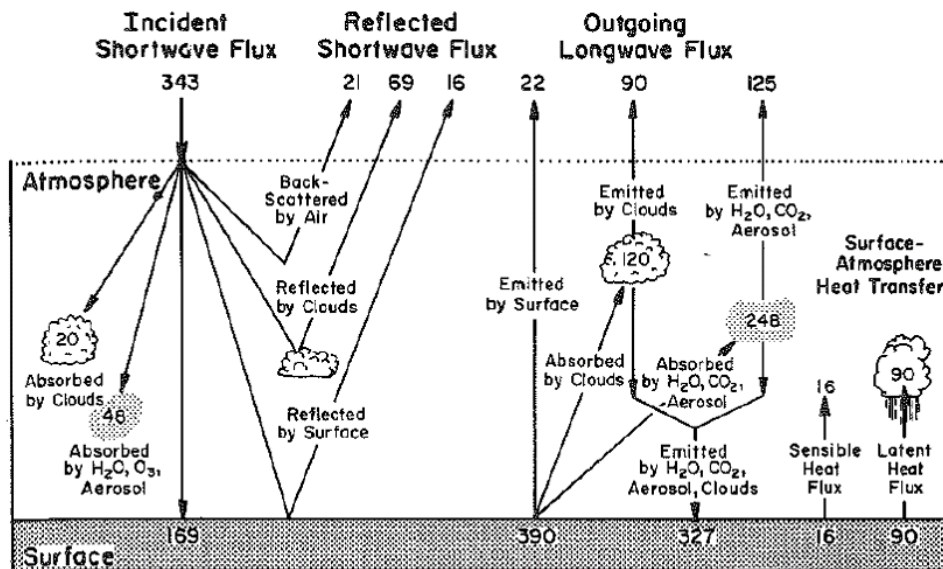 Incident
Shortwave Flux
343
Reflected
Shortwave Flux
21 69 16
Outgoing
Longwave Flux
22 90 125
Atmosphere
Back-
Scattered
by Air
Reflected
by Clouds
Reflected
by Surface
20
Absorbed
by Clouds
48
Absorbed
by H₂O, O₃,
Aerosol
Emitted
by Surface
Emitted
by Clouds
120
Absorbed
by Clouds
Emitted
by H₂O, CO₂,
Aerosol
248
Absorbed
by H₂O, CO₂,
Aerosol
Emitted
by H₂O, CO₂,
Aerosol, Clouds
Surface-
Atmosphere
Heat Transfer
16
Sensible
Heat
Flux
90
Latent
Heat
Flux
169 390 327 16 90
Surface